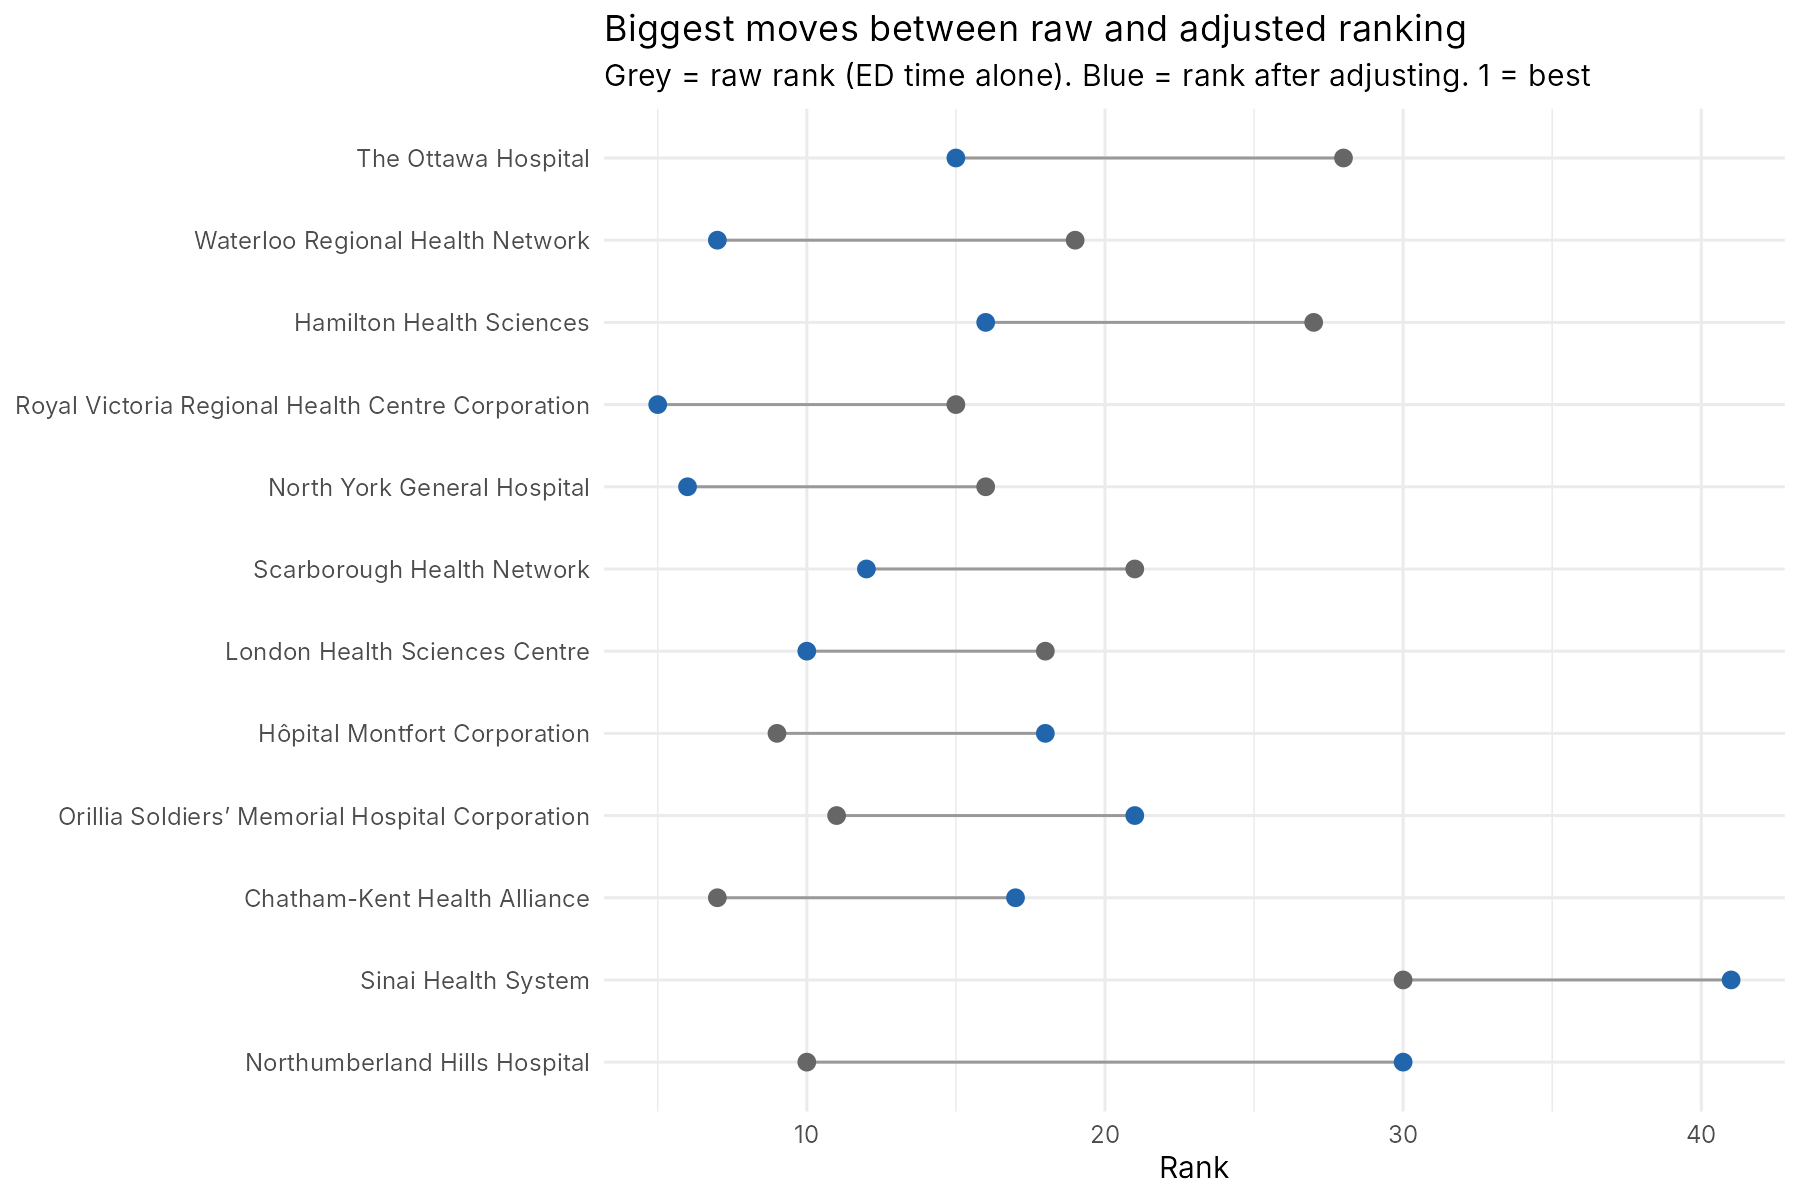 Biggest moves between raw and adjusted ranking
Grey = raw rank (ED time alone). Blue = rank after adjusting. 1 = best
The Ottawa Hospital
Waterloo Regional Health Network
Hamilton Health Sciences
Royal Victoria Regional Health Centre Corporation
North York General Hospital
Scarborough Health Network
London Health Sciences Centre
Hôpital Montfort Corporation
Orillia Soldiers’ Memorial Hospital Corporation
Chatham-Kent Health Alliance
Sinai Health System
Northumberland Hills Hospital
10 20 30 40
Rank